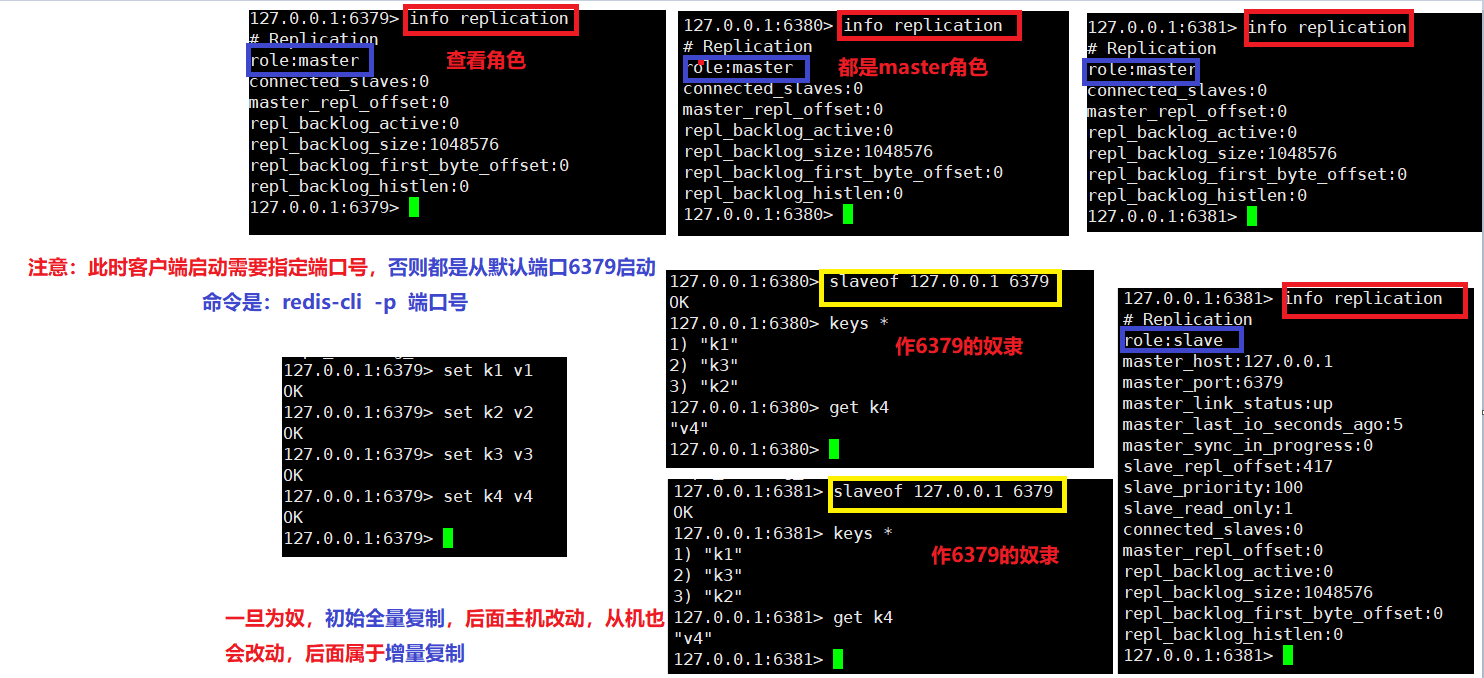 127.0.0.1:6379> info replication
# Replication
role:master
查看角色
connected_slaves:0
master_repl_offset:0
repl_backlog_active:0
repl_backlog_size:1048576
repl_backlog_first_byte_offset:0
repl_backlog_histlen:0
127.0.0.1:6379>
127.0.0.1:6380> info replication
# Replication
role:master
都是master角色
connected_slaves:0
master_repl_offset:0
repl_backlog_active:0
repl_backlog_size:1048576
repl_backlog_first_byte_offset:0
repl_backlog_histlen:0
127.0.0.1:6380>
127.0.0.1:6381> info replication
# Replication
role:master
connected_slaves:0
master_repl_offset:0
repl_backlog_active:0
repl_backlog_size:1048576
repl_backlog_first_byte_offset:0
repl_backlog_histlen:0
127.0.0.1:6381>
注意：此时客户端启动需要指定端口号，否则都是从默认端口6379启动
命令是：redis-cli -p 端口号
127.0.0.1:6379> set k1 v1
OK
127.0.0.1:6379> set k2 v2
OK
127.0.0.1:6379> set k3 v3
OK
127.0.0.1:6379> set k4 v4
OK
127.0.0.1:6379>
127.0.0.1:6380> slaveof 127.0.0.1 6379
OK
127.0.0.1:6380> keys *
1) "k1"
作6379的奴隶
2) "k3"
3) "k2"
127.0.0.1:6380> get k4
"v4"
127.0.0.1:6380>
127.0.0.1:6381> slaveof 127.0.0.1 6379
OK
127.0.0.1:6381> keys *
1) "k1"
作6379的奴隶
2) "k3"
3) "k2"
127.0.0.1:6381> get k4
"v4"
127.0.0.1:6381>
127.0.0.1:6381> info replication
# Replication
role:slave
master_host:127.0.0.1
master_port:6379
master_link_status:up
master_last_io_seconds_ago:5
master_sync_in_progress:0
slave_repl_offset:417
slave_priority:100
slave_read_only:1
connected_slaves:0
master_repl_offset:0
repl_backlog_active:0
repl_backlog_size:1048576
repl_backlog_first_byte_offset:0
repl_backlog_histlen:0
127.0.0.1:6381>
一旦为奴，初始全量复制，后面主机改动，从机也
会改动，后面属于增量复制